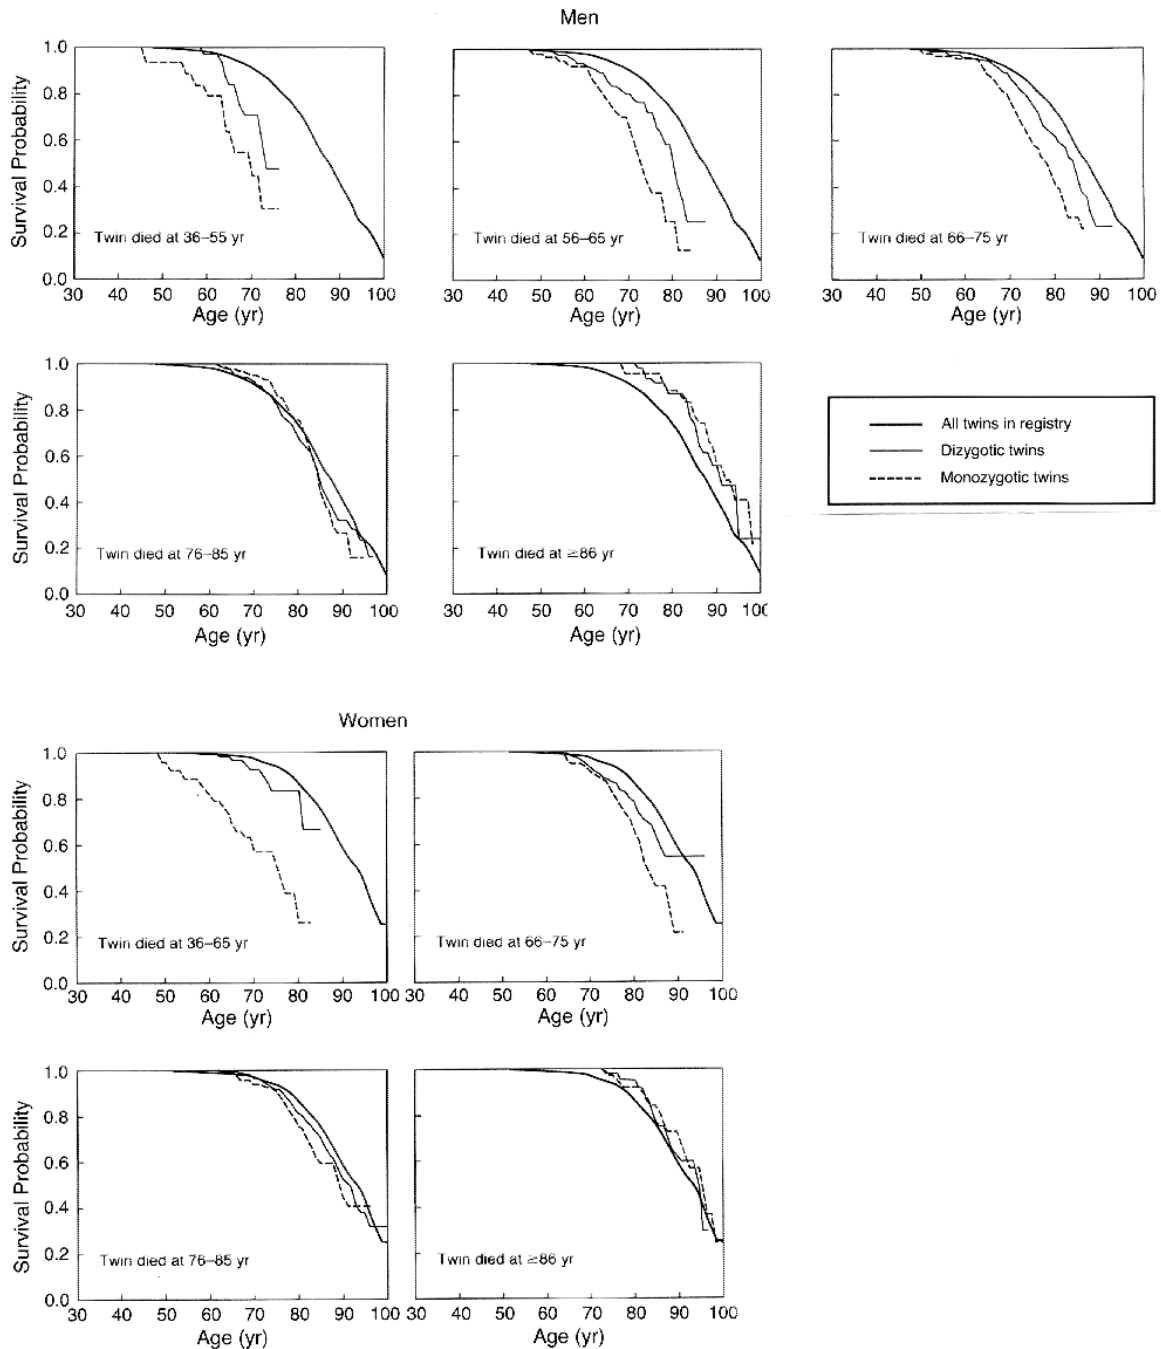 Men
Survival Probability
1.0
0.8
0.6
0.4
0.2
0.0
Twin died at 36–55 yr
30 40 50 60 70 80 90 100
Age (yr)
Twin died at 56–65 yr
30 40 50 60 70 80 90 100
Age (yr)
Twin died at 66–75 yr
30 40 50 60 70 80 90 100
Age (yr)
Survival Probability
1.0
0.8
0.6
0.4
0.2
0.0
Twin died at 76–85 yr
30 40 50 60 70 80 90 100
Age (yr)
Twin died at ≥86 yr
30 40 50 60 70 80 90 100
Age (yr)
All twins in registry
Dizygotic twins
Monozygotic twins
Women
Survival Probability
1.0
0.8
0.6
0.4
0.2
0.0
Twin died at 36–65 yr
30 40 50 60 70 80 90 100
Age (yr)
Twin died at 66–75 yr
30 40 50 60 70 80 90 100
Age (yr)
Survival Probability
1.0
0.8
0.6
0.4
0.2
0.0
Twin died at 76–85 yr
30 40 50 60 70 80 90 100
Age (yr)
Twin died at ≥86 yr
30 40 50 60 70 80 90 100
Age (yr)